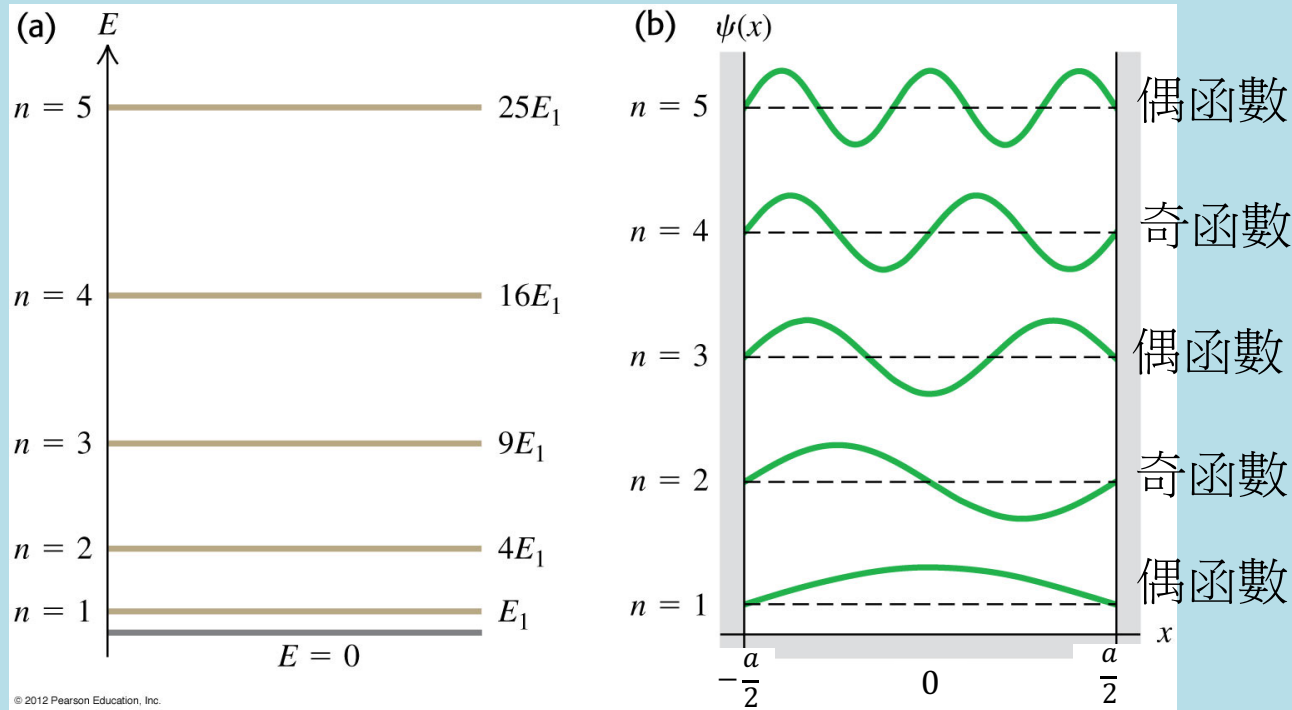 (a)
E
n = 5
25E₁
n = 4
16E₁
n = 3
9E₁
n = 2
4E₁
n = 1
E₁
E = 0
© 2012 Pearson Education, Inc.
(b)
ψ(x)
n = 5
偶函數
n = 4
奇函數
n = 3
偶函數
n = 2
奇函數
n = 1
偶函數
x
−a/2
0
a/2